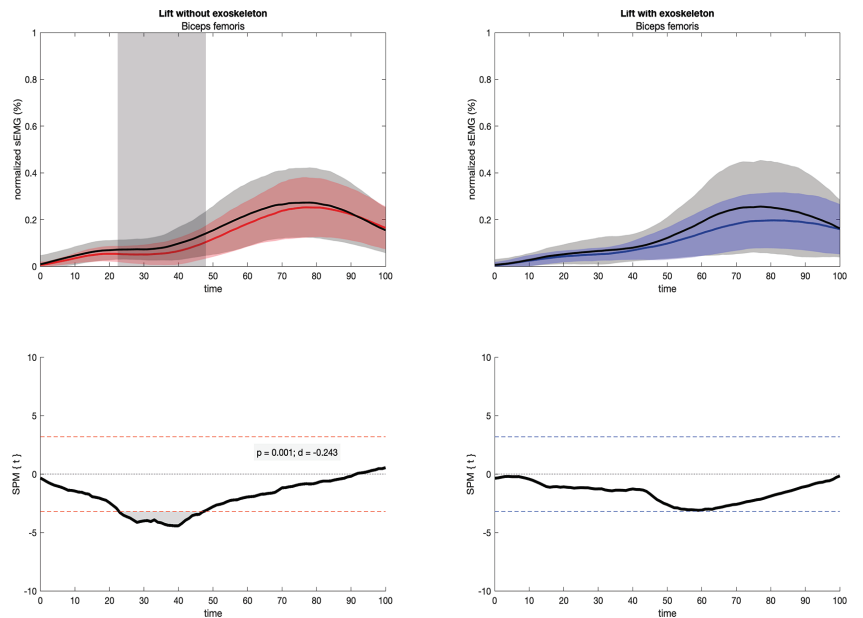 Lift without exoskeleton
Biceps femoris
1
0.8
0.6
0.4
0.2
0
normalized sEMG (%)
0 10 20 30 40 50 60 70 80 90 100
time
Lift with exoskeleton
Biceps femoris
1
0.8
0.6
0.4
0.2
0
normalized sEMG (%)
0 10 20 30 40 50 60 70 80 90 100
time
10
5
0
-5
-10
SPM { t }
p = 0.001; d = -0.243
0 10 20 30 40 50 60 70 80 90 100
time
10
5
0
-5
-10
SPM { t }
0 10 20 30 40 50 60 70 80 90 100
time